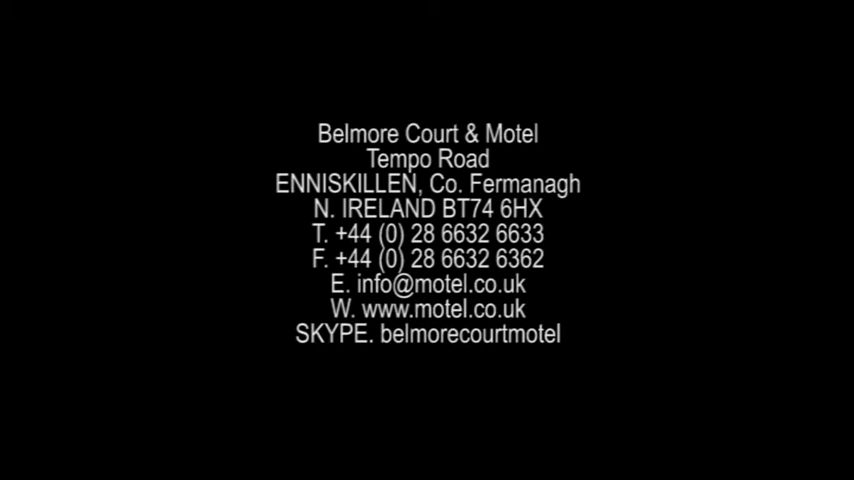 Belmore Court & Motel
Tempo Road
ENNISKILLEN, Co. Fermanagh
N. IRELAND BT74 6HX
T. +44 (0) 28 6632 6633
F. +44 (0) 28 6632 6362
E. info@motel.co.uk
W. www.motel.co.uk
SKYPE. belmorecourtmotel